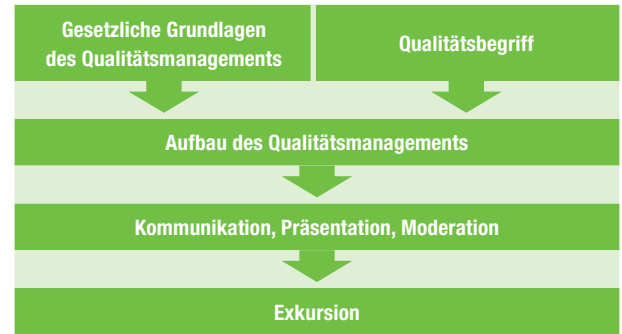 Gesetzliche Grundlagen
des Qualitätsmanagements
Qualitätsbegriff
Aufbau des Qualitätsmanagements
Kommunikation, Präsentation, Moderation
Exkursion